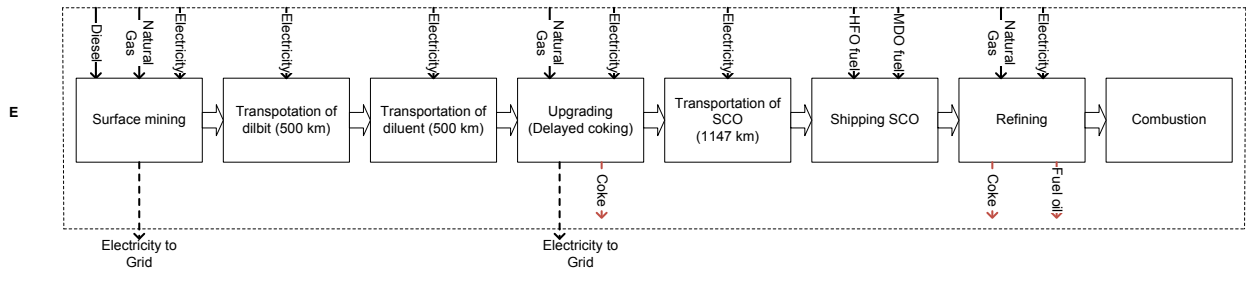 Diesel
Natural
Gas
Electricity
Electricity
Electricity
Natural
Gas
Electricity
Electricity
HFO fuel
MDO fuel
Natural
Gas
Electricity
E
Surface mining
Transpotation of
dilbit (500 km)
Transportation of
diluent (500 km)
Upgrading
(Delayed coking)
Transportation of
SCO
(1147 km)
Shipping SCO
Refining
Combustion
Coke
Coke
Fuel oil
Electricity to
Grid
Electricity to
Grid